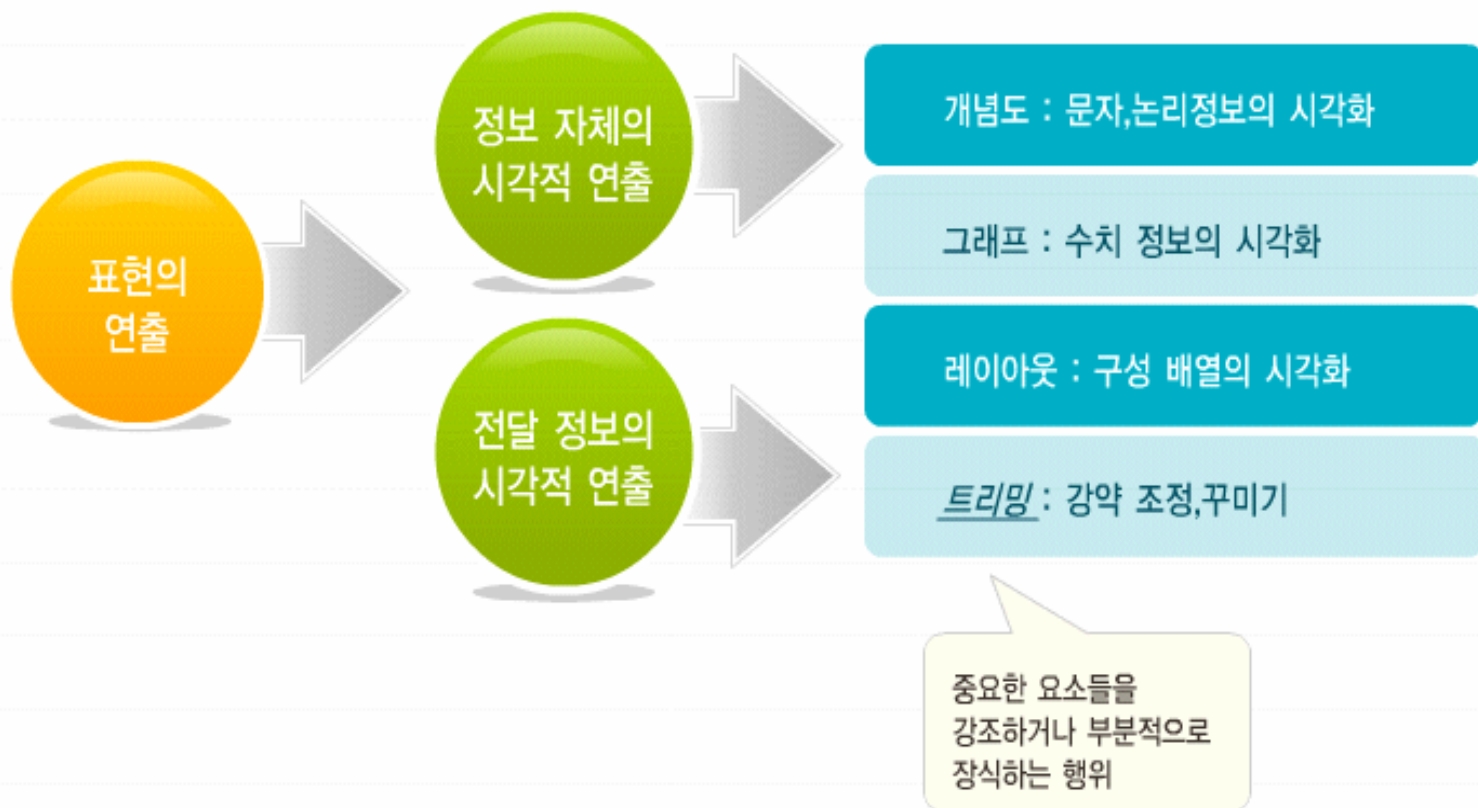 표현의
연출
정보 자체의
시각적 연출
개념도 : 문자,논리정보의 시각화
그래프 : 수치 정보의 시각화
전달 정보의
시각적 연출
레이아웃 : 구성 배열의 시각화
트리밍 : 강약 조정,꾸미기
중요한 요소들을
강조하거나 부분적으로
장식하는 행위